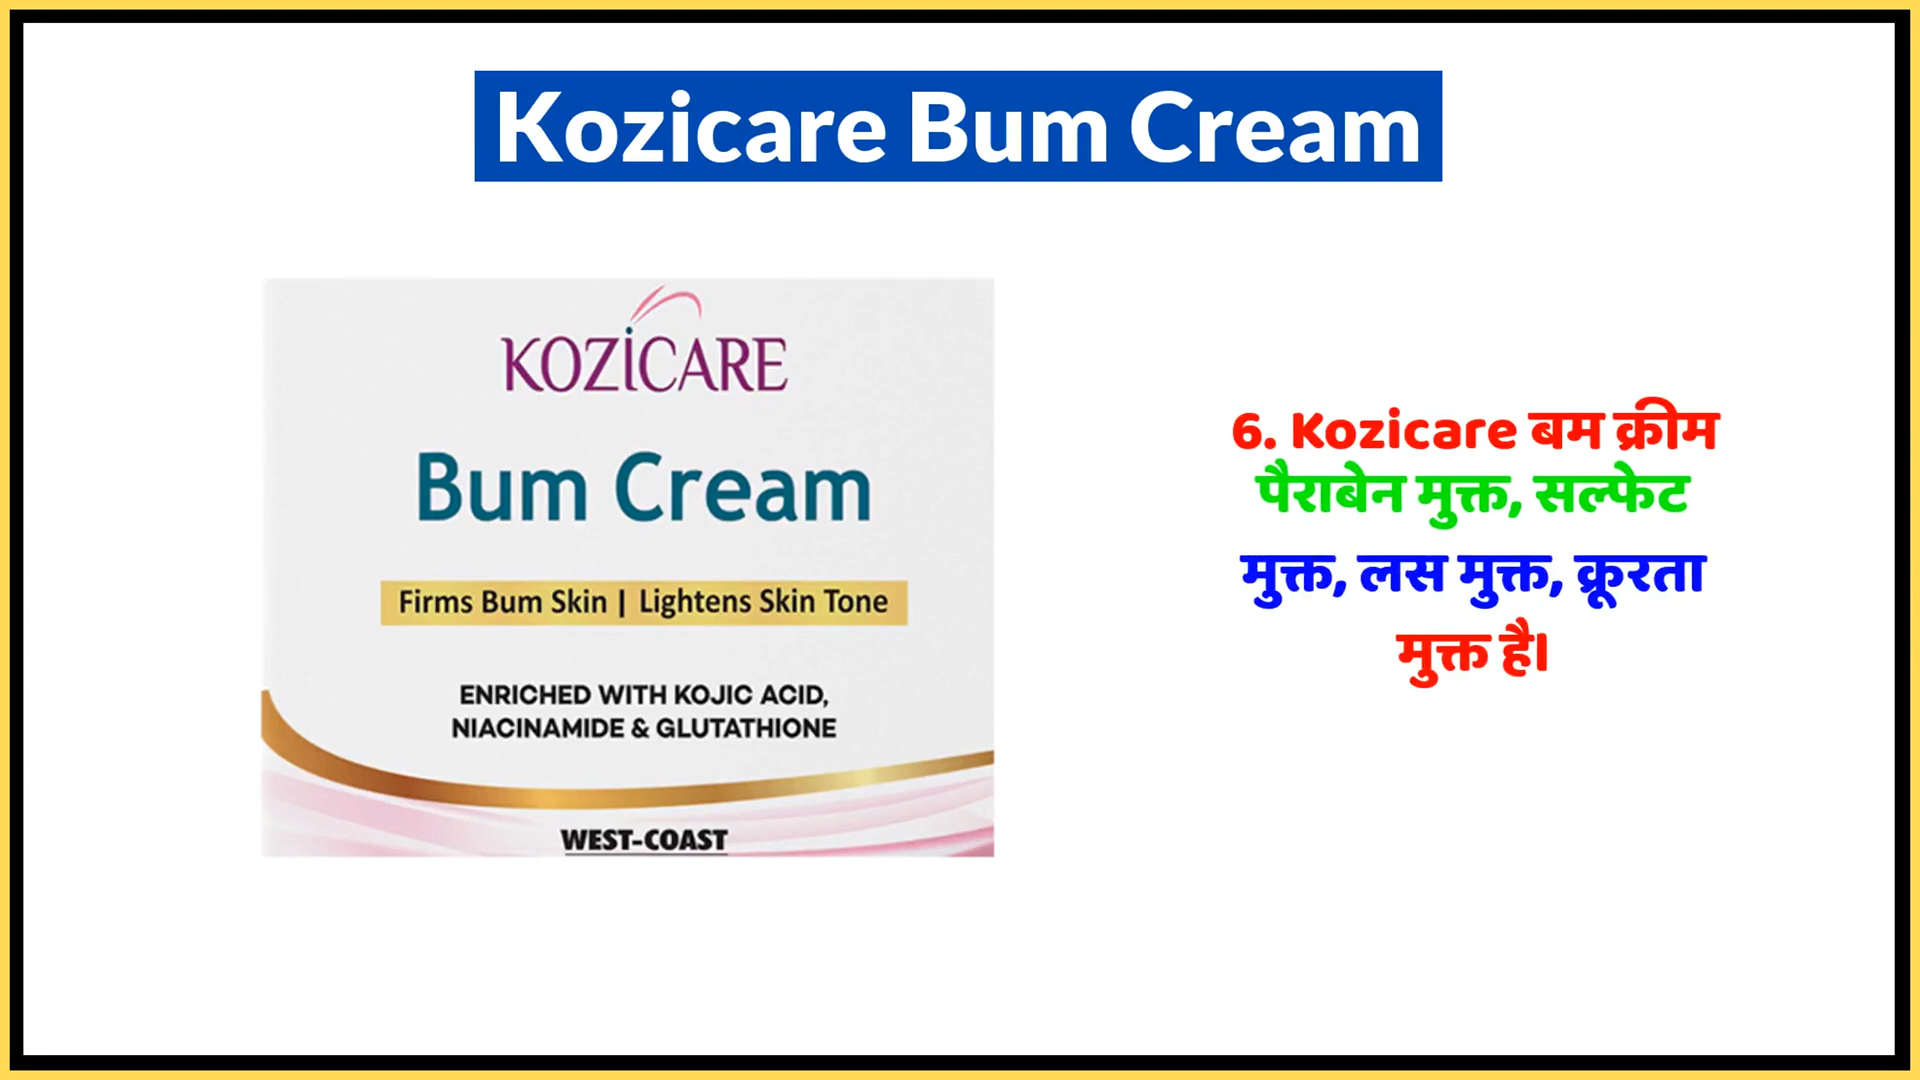 Kozicare Bum Cream
KOZiCARE
Bum Cream
Firms Bum Skin | Lightens Skin Tone
ENRICHED WITH KOJIC ACID,
NIACINAMIDE & GLUTATHIONE
WEST-COAST
6. Kozicare बम क्रीम
पैराबेन मुक्त, सल्फेट
मुक्त, लस मुक्त, क्रूरता
मुक्त है।